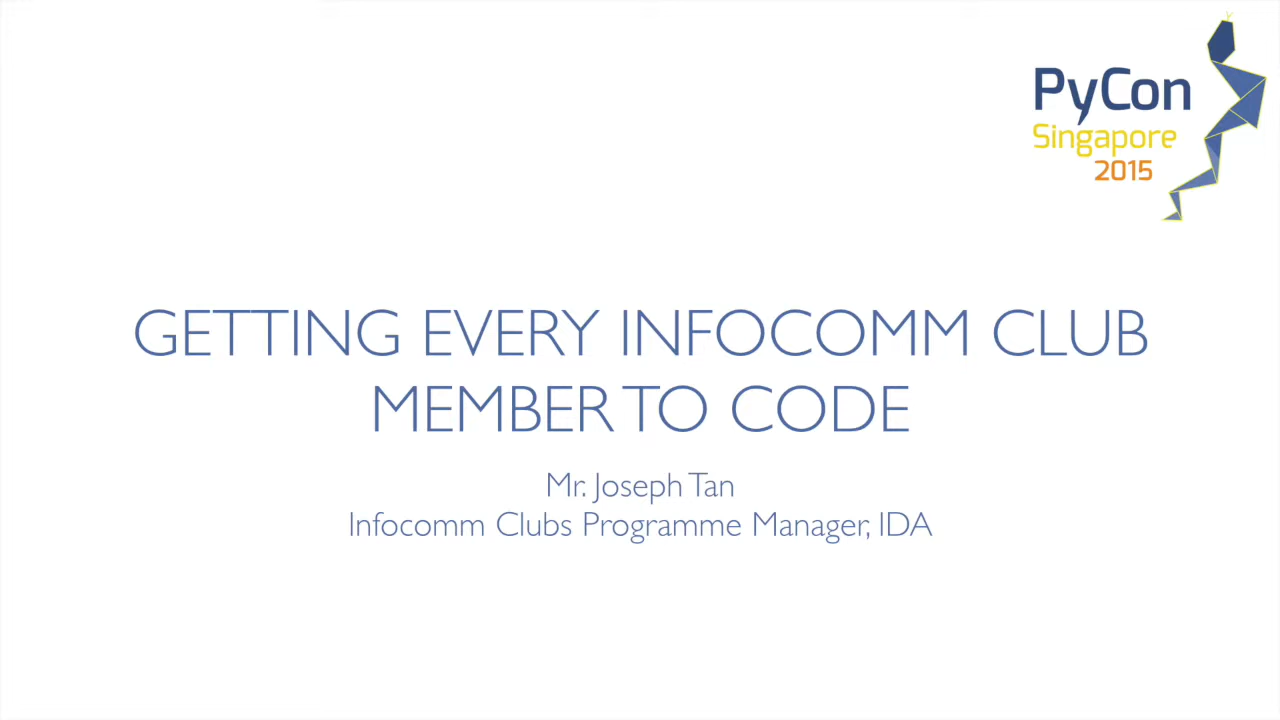 PyCon
Singapore
2015
GETTING EVERY INFOCOMM CLUB
MEMBER TO CODE
Mr. Joseph Tan
Infocomm Clubs Programme Manager, IDA